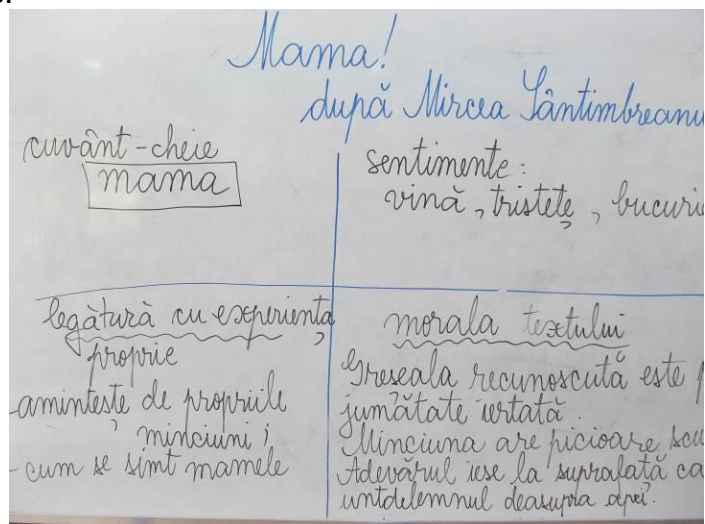 Mama!
după Mircea Sântimbreanu
cuvânt-cheie
mama
sentimente:
vină, tristețe, bucurie
legătură cu experiența
proprie
-amintește de propriile
minciuni;
-cum se simt mamele
morala textului
Greșeala recunoscută este p
jumătate iertată.
Minciuna are picioare scu
Adevărul iese la suprafață ca
untdelemnul deasupra apei.